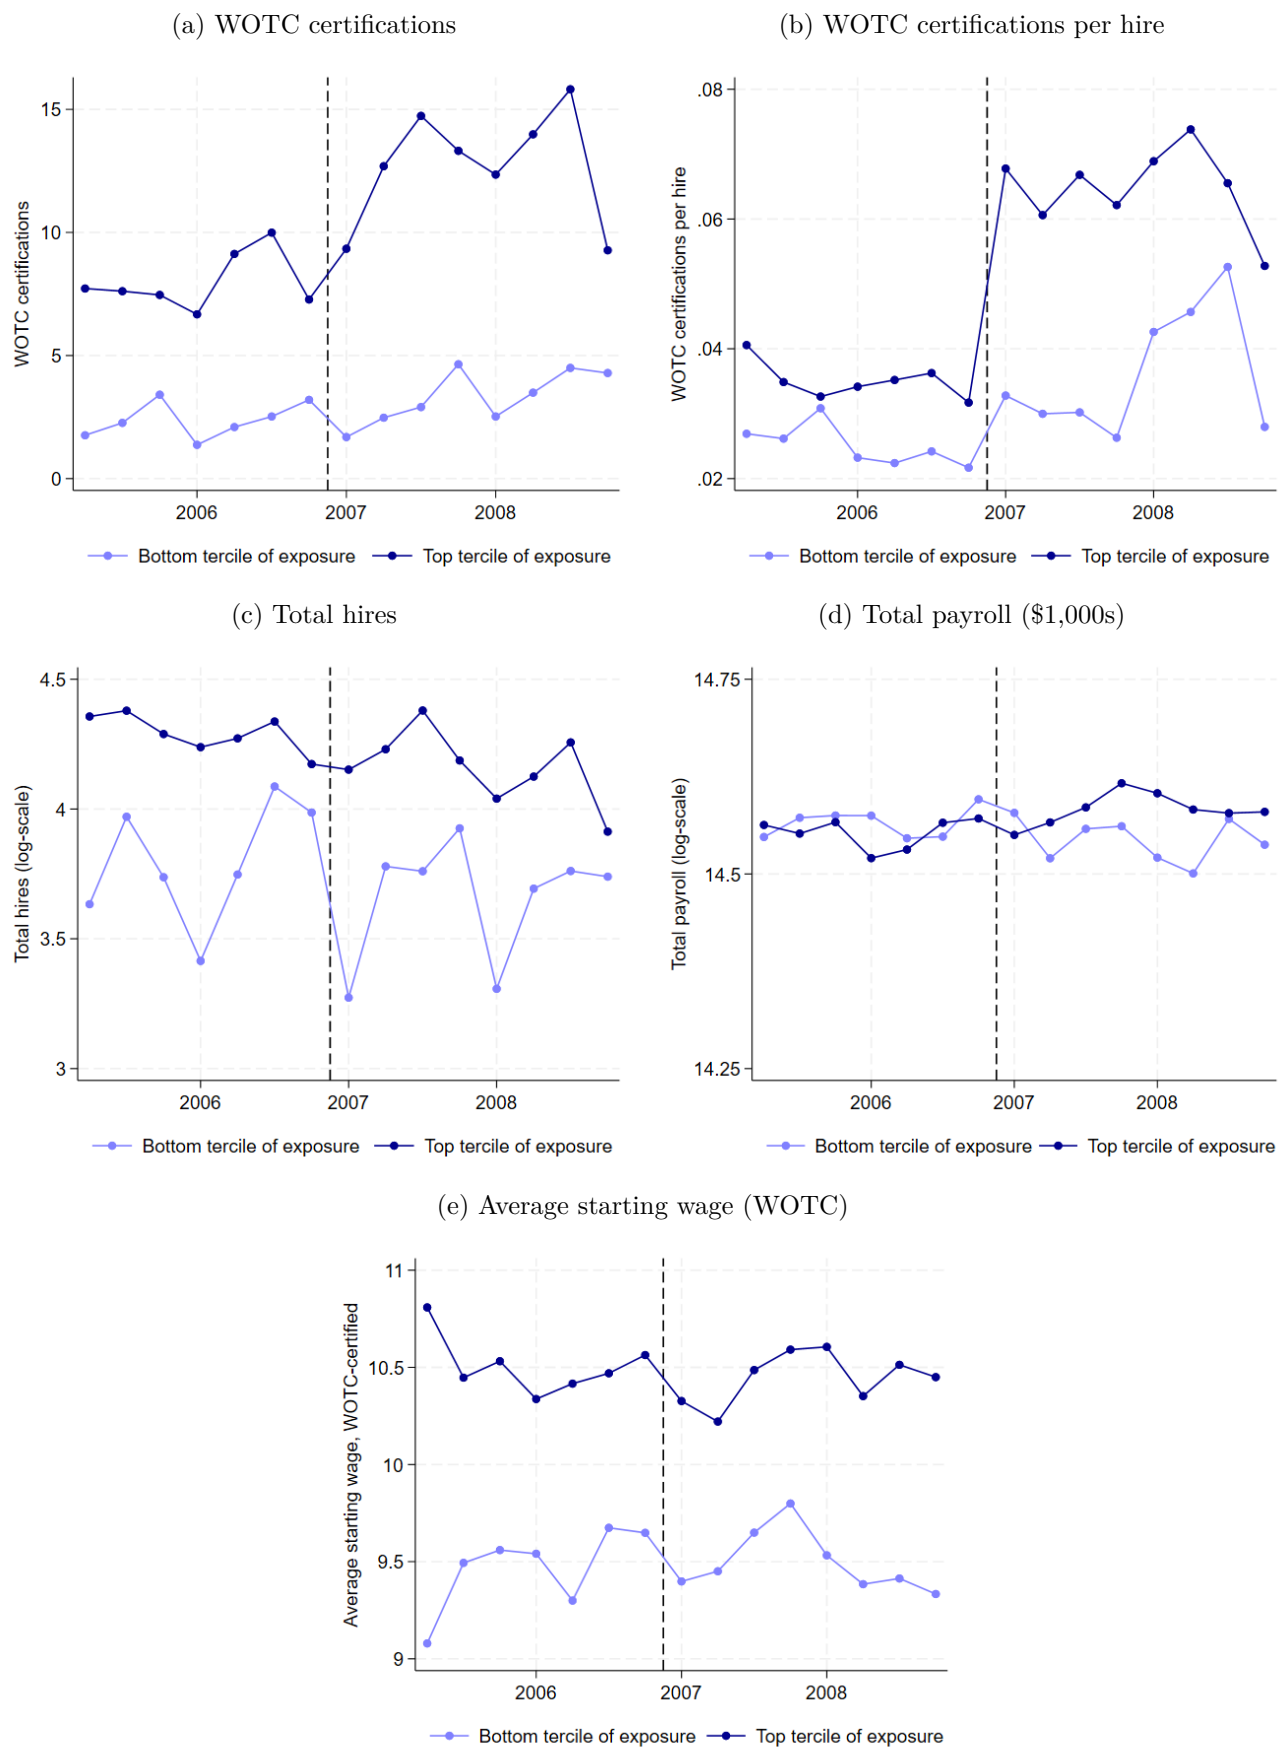 (a) WOTC certifications
WOTC certifications
15
10
5
0
2006 2007 2008
Bottom tercile of exposure Top tercile of exposure
(b) WOTC certifications per hire
WOTC certifications per hire
.08
.06
.04
.02
2006 2007 2008
Bottom tercile of exposure Top tercile of exposure
(c) Total hires
Total hires (log-scale)
4.5
4
3.5
3
2006 2007 2008
Bottom tercile of exposure Top tercile of exposure
(d) Total payroll ($1,000s)
Total payroll (log-scale)
14.75
14.5
14.25
2006 2007 2008
Bottom tercile of exposure Top tercile of exposure
(e) Average starting wage (WOTC)
Average starting wage, WOTC-certified
11
10.5
10
9.5
9
2006 2007 2008
Bottom tercile of exposure Top tercile of exposure